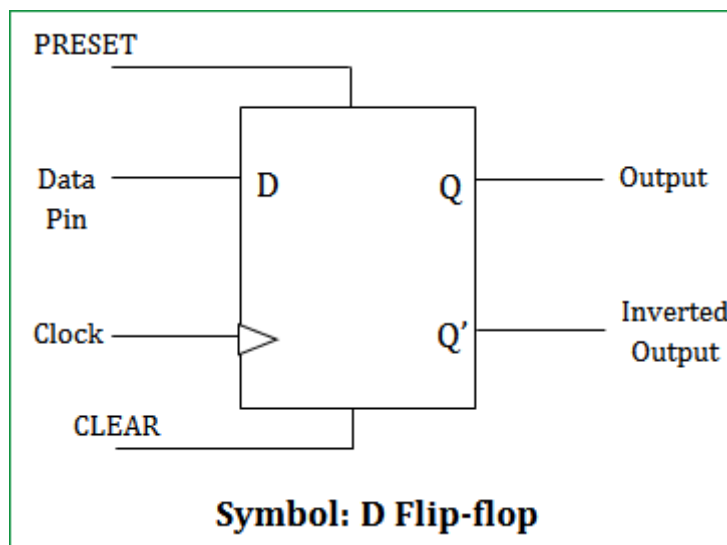 PRESET
Data
Pin
D
Q
Output
Clock
Q’
Inverted
Output
CLEAR
Symbol: D Flip-flop